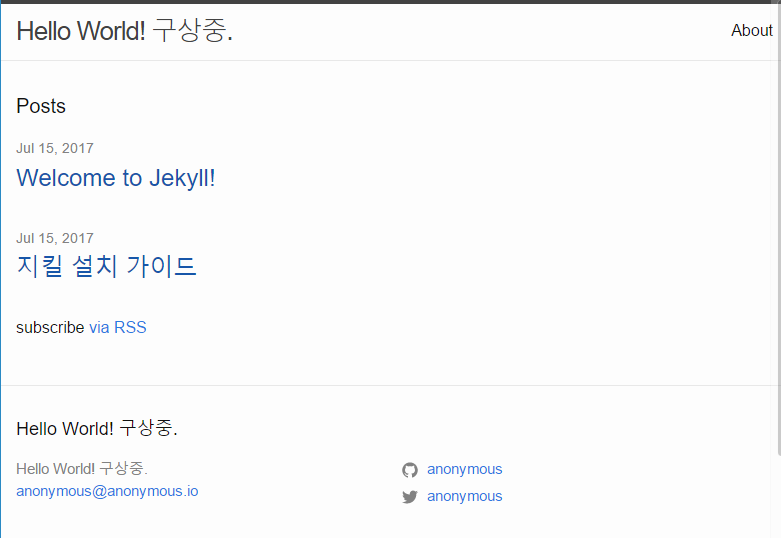 Hello World! 구상중.
About
Posts
Jul 15, 2017
Welcome to Jekyll!
Jul 15, 2017
지킬 설치 가이드
subscribe via RSS
Hello World! 구상중.
Hello World! 구상중.
anonymous@anonymous.io
anonymous
anonymous